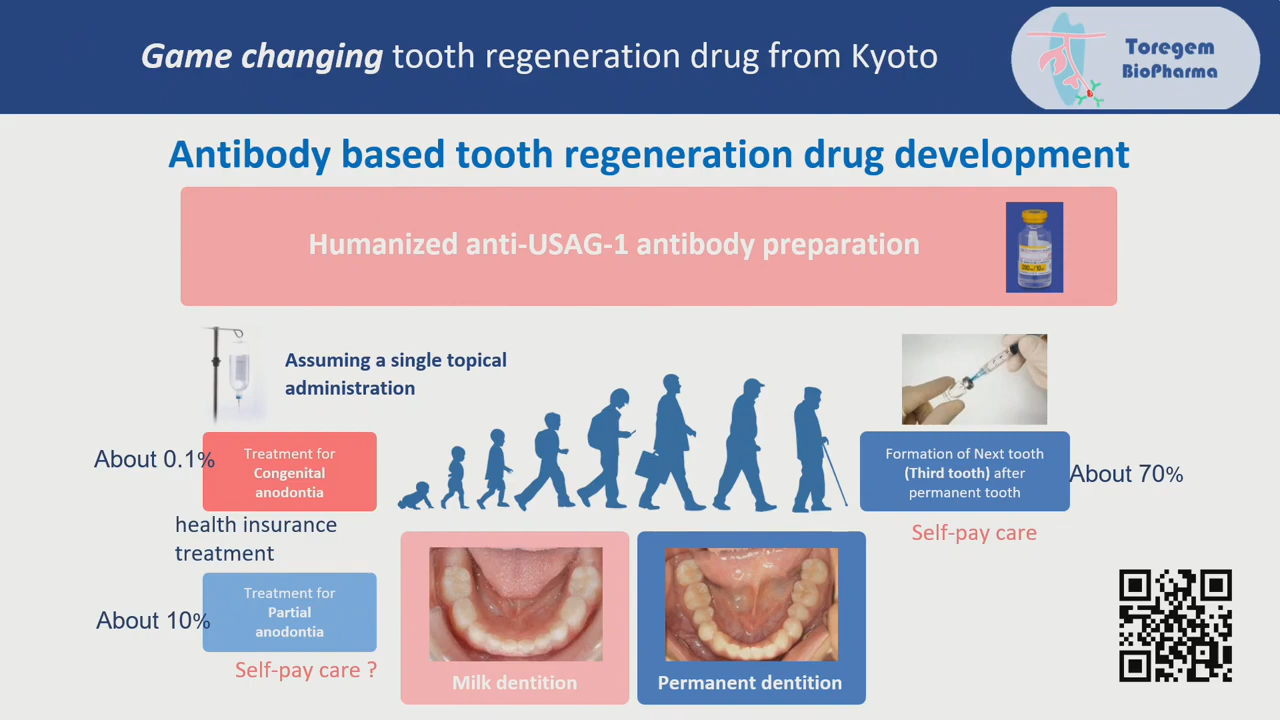 Game changing tooth regeneration drug from Kyoto
Toregem
BioPharma
Antibody based tooth regeneration drug development
Humanized anti-USAG-1 antibody preparation
Assuming a single topical
administration
About 0.1%
Treatment for
Congenital
anodontia
health insurance
treatment
About 10%
Treatment for
Partial
anodontia
Self-pay care ?
Milk dentition
Permanent dentition
Formation of Next tooth
(Third tooth) after
permanent tooth
About 70%
Self-pay care